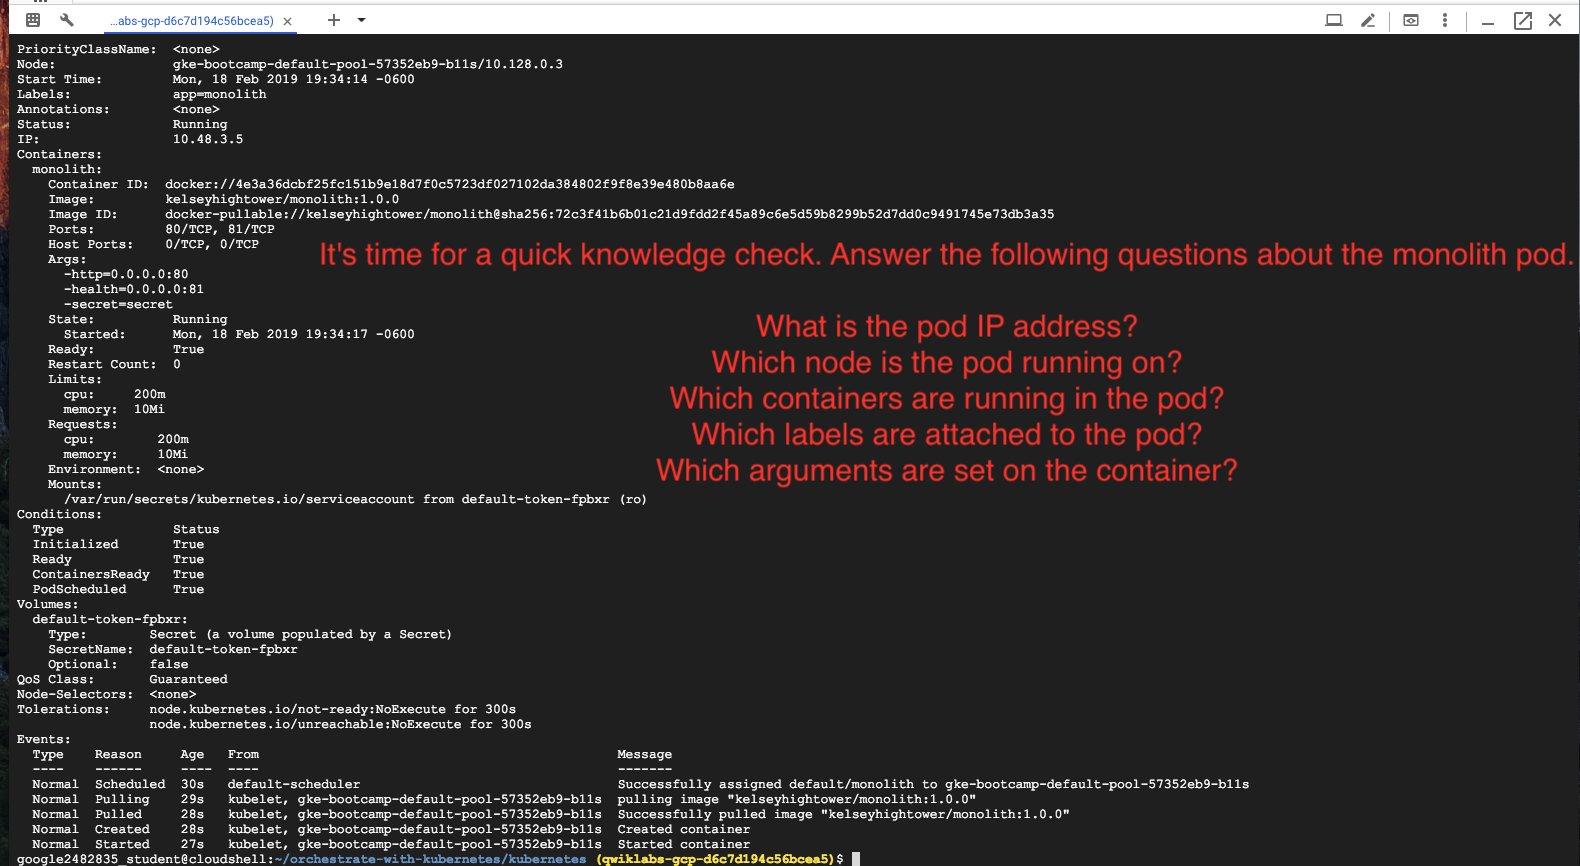 ...abs-gcp-d6c7d194c56bcea5)
PriorityClassName:  <none>
Node:               gke-bootcamp-default-pool-57352eb9-b11s/10.128.0.3
Start Time:         Mon, 18 Feb 2019 19:34:14 -0600
Labels:             app=monolith
Annotations:        <none>
Status:             Running
IP:                 10.48.3.5
Containers:
  monolith:
    Container ID:  docker://4e3a36dcbf25fc151b9e18d7f0c5723df027102da384802f9f8e39e480b8aa6e
    Image:         kelseyhightower/monolith:1.0.0
    Image ID:      docker-pullable://kelseyhightower/monolith@sha256:72c3f41b6b01c21d9fdd2f45a89c6e5d59b8299b52d7dd0c9491745e73db3a35
    Ports:         80/TCP, 81/TCP
    Host Ports:    0/TCP, 0/TCP
It's time for a quick knowledge check. Answer the following questions about the monolith pod.
    Args:
      -http=0.0.0.0:80
      -health=0.0.0.0:81
      -secret=secret
    State:          Running
What is the pod IP address?
      Started:      Mon, 18 Feb 2019 19:34:17 -0600
    Ready:          True
    Restart Count:  0
Which node is the pod running on?
    Limits:
      cpu:     200m
Which containers are running in the pod?
      memory:  10Mi
    Requests:
Which labels are attached to the pod?
      cpu:        200m
      memory:     10Mi
    Environment:  <none>
Which arguments are set on the container?
    Mounts:
      /var/run/secrets/kubernetes.io/serviceaccount from default-token-fpbxr (ro)
Conditions:
  Type              Status
  Initialized       True
  Ready             True
  ContainersReady   True
  PodScheduled      True
Volumes:
  default-token-fpbxr:
    Type:        Secret (a volume populated by a Secret)
    SecretName:  default-token-fpbxr
    Optional:    false
QoS Class:       Guaranteed
Node-Selectors:  <none>
Tolerations:     node.kubernetes.io/not-ready:NoExecute for 300s
                 node.kubernetes.io/unreachable:NoExecute for 300s
Events:
  Type    Reason     Age   From                                              Message
  ----    ------     ----  ----                                              -------
  Normal  Scheduled  30s   default-scheduler                                 Successfully assigned default/monolith to gke-bootcamp-default-pool-57352eb9-b11s
  Normal  Pulling    29s   kubelet, gke-bootcamp-default-pool-57352eb9-b11s  pulling image "kelseyhightower/monolith:1.0.0"
  Normal  Pulled     28s   kubelet, gke-bootcamp-default-pool-57352eb9-b11s  Successfully pulled image "kelseyhightower/monolith:1.0.0"
  Normal  Created    28s   kubelet, gke-bootcamp-default-pool-57352eb9-b11s  Created container
  Normal  Started    27s   kubelet, gke-bootcamp-default-pool-57352eb9-b11s  Started container
google2482835_student@cloudshell:~/orchestrate-with-kubernetes/kubernetes (qwiklabs-gcp-d6c7d194c56bcea5)$